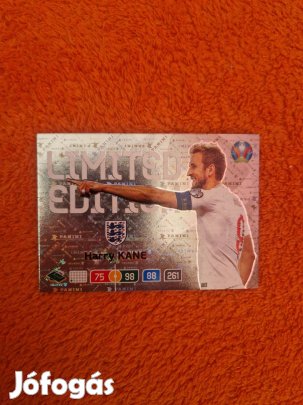 LIMITED
EDITION
Harry KANE
75 98 88 261
PANINI
Jófogás